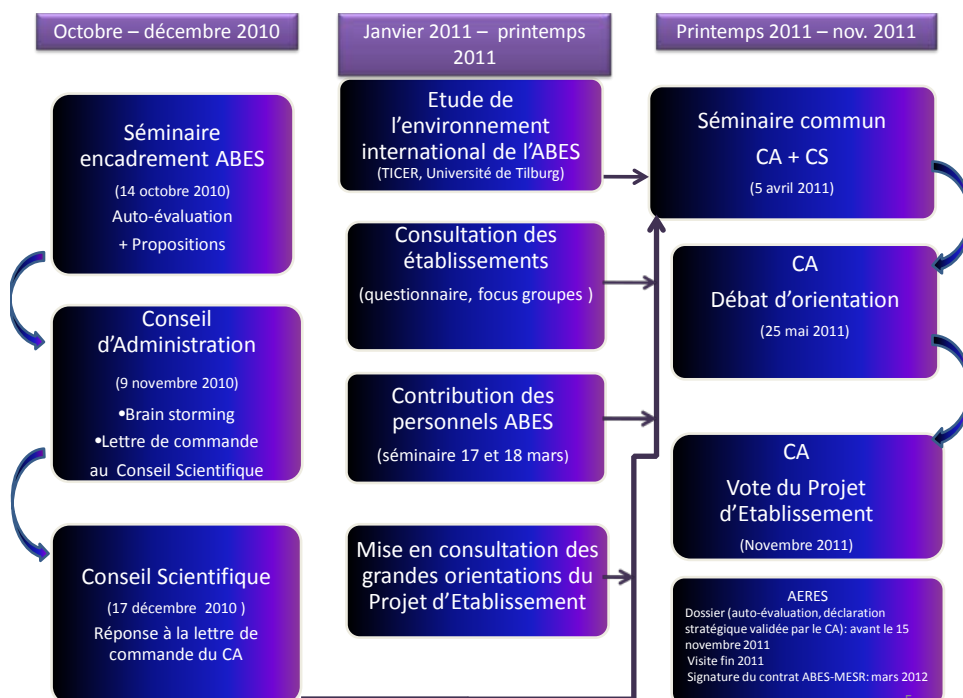 Octobre – décembre 2010
Séminaire
encadrement ABES
(14 octobre 2010)
Auto-évaluation
+ Propositions
Conseil
d’Administration
(9 novembre 2010)
•Brain storming
•Lettre de commande
au Conseil Scientifique
Conseil Scientifique
(17 décembre 2010 )
Réponse à la lettre de
commande du CA
Janvier 2011 – printemps
2011
Etude de
l’environnement
international de l’ABES
(TICER, Université de Tilburg)
Consultation des
établissements
(questionnaire, focus groupes )
Contribution des
personnels ABES
(séminaire 17 et 18 mars)
Mise en consultation des
grandes orientations du
Projet d’Etablissement
Printemps 2011 – nov. 2011
Séminaire commun
CA + CS
(5 avril 2011)
CA
Débat d’orientation
(25 mai 2011)
CA
Vote du Projet
d’Etablissement
(Novembre 2011)
AERES
Dossier (auto-évaluation, déclaration
stratégique validée par le CA): avant le 15
novembre 2011
Visite fin 2011
Signature du contrat ABES-MESR: mars 2012